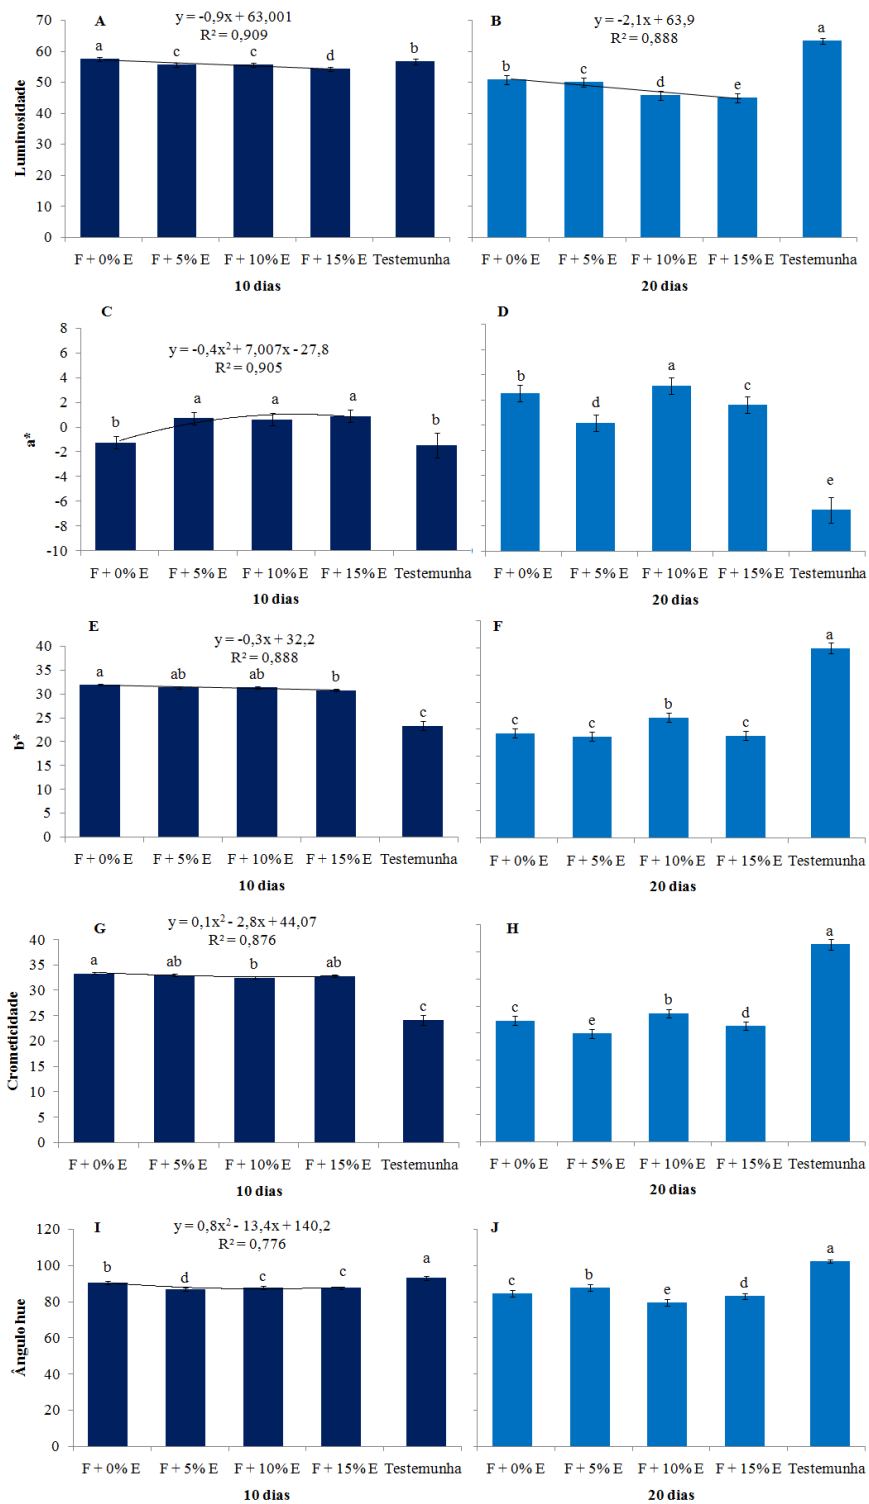 A
y = -0,9x + 63,001
R² = 0,909
Luminosidade
70
60
50
40
30
20
10
0
a
c
c
d
b
F + 0% E
F + 5% E
F + 10% E
F + 15% E
Testemunha
10 dias
B
y = -2,1x + 63,9
R² = 0,888
b
c
d
e
a
F + 0% E
F + 5% E
F + 10% E
F + 15% E
Testemunha
20 dias
C
y = -0,4x² + 7,007x - 27,8
R² = 0,905
a*
8
6
4
2
0
-2
-4
-6
-8
-10
b
a
a
a
b
F + 0% E
F + 5% E
F + 10% E
F + 15% E
Testemunha
10 dias
D
b
d
a
c
e
F + 0% E
F + 5% E
F + 10% E
F + 15% E
Testemunha
20 dias
E
y = -0,3x + 32,2
R² = 0,888
b*
40
35
30
25
20
15
10
5
0
a
ab
ab
b
c
F + 0% E
F + 5% E
F + 10% E
F + 15% E
Testemunha
10 dias
F
c
c
b
c
a
F + 0% E
F + 5% E
F + 10% E
F + 15% E
Testemunha
20 dias
G
y = 0,1x² - 2,8x + 44,07
R² = 0,876
Crometicidade
40
35
30
25
20
15
10
5
0
a
ab
b
ab
c
F + 0% E
F + 5% E
F + 10% E
F + 15% E
Testemunha
10 dias
H
c
e
b
d
a
F + 0% E
F + 5% E
F + 10% E
F + 15% E
Testemunha
20 dias
I
y = 0,8x² - 13,4x + 140,2
R² = 0,776
Ângulo hue
120
100
80
60
40
20
0
b
d
c
c
a
F + 0% E
F + 5% E
F + 10% E
F + 15% E
Testemunha
10 dias
J
c
b
e
d
a
F + 0% E
F + 5% E
F + 10% E
F + 15% E
Testemunha
20 dias